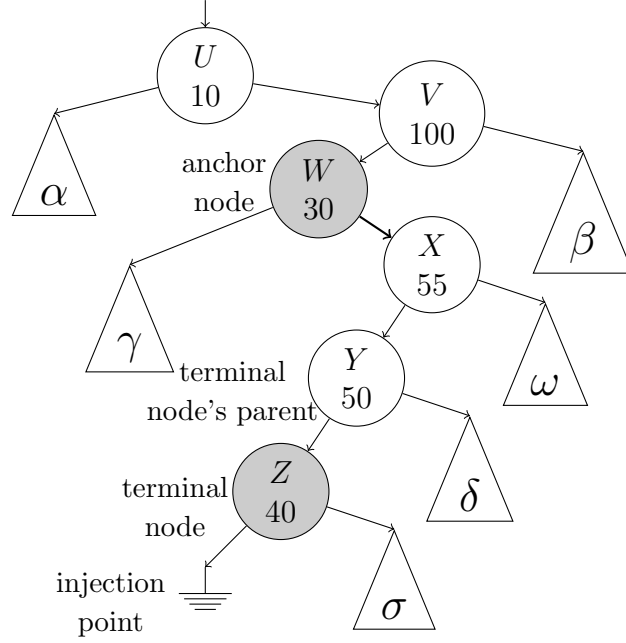 U
10
V
100
α
anchor
node
W
30
β
X
55
γ
ω
terminal
node's parent
Y
50
δ
terminal
node
Z
40
injection
point
σ